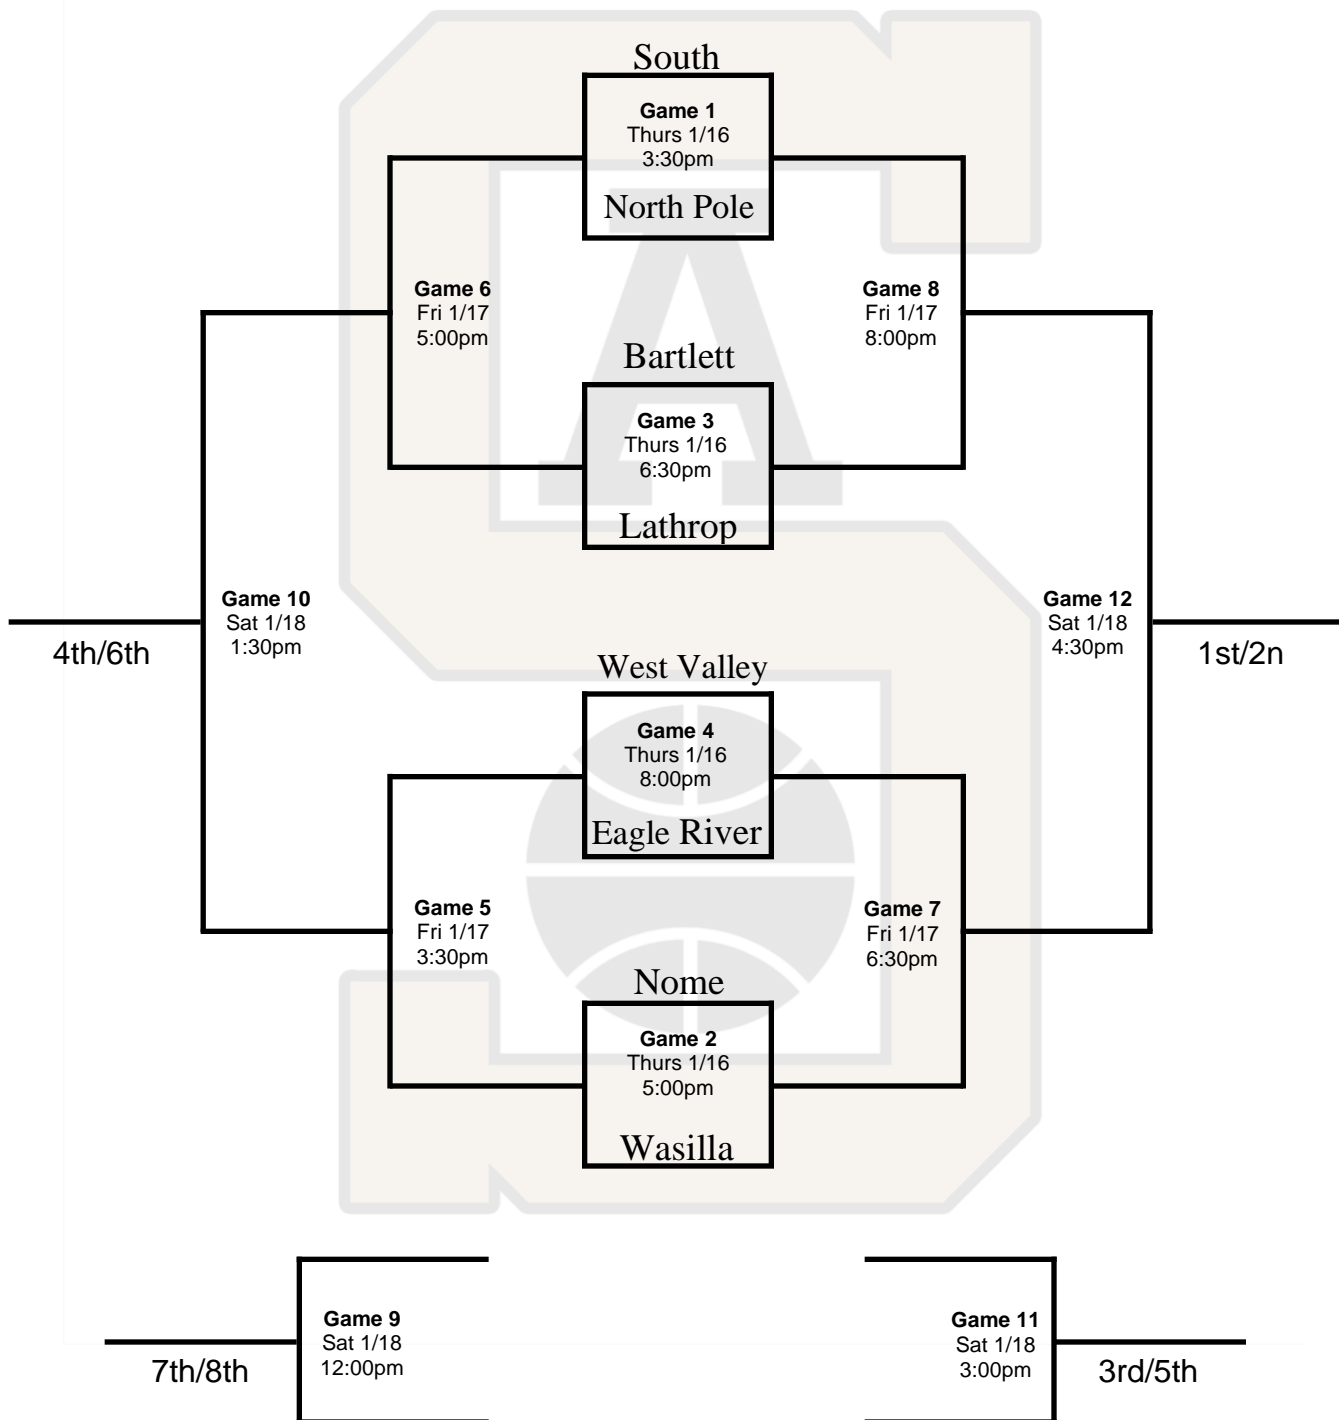 South
Game 1
Thurs 1/16
3:30pm
North Pole
Game 6
Fri 1/17
5:00pm
Game 8
Fri 1/17
8:00pm
Bartlett
Game 3
Thurs 1/16
6:30pm
Lathrop
Game 10
Sat 1/18
1:30pm
4th/6th
Game 12
Sat 1/18
4:30pm
1st/2n
West Valley
Game 4
Thurs 1/16
8:00pm
Eagle River
Game 5
Fri 1/17
3:30pm
Game 7
Fri 1/17
6:30pm
Nome
Game 2
Thurs 1/16
5:00pm
Wasilla
Game 9
Sat 1/18
12:00pm
7th/8th
Game 11
Sat 1/18
3:00pm
3rd/5th
S
A